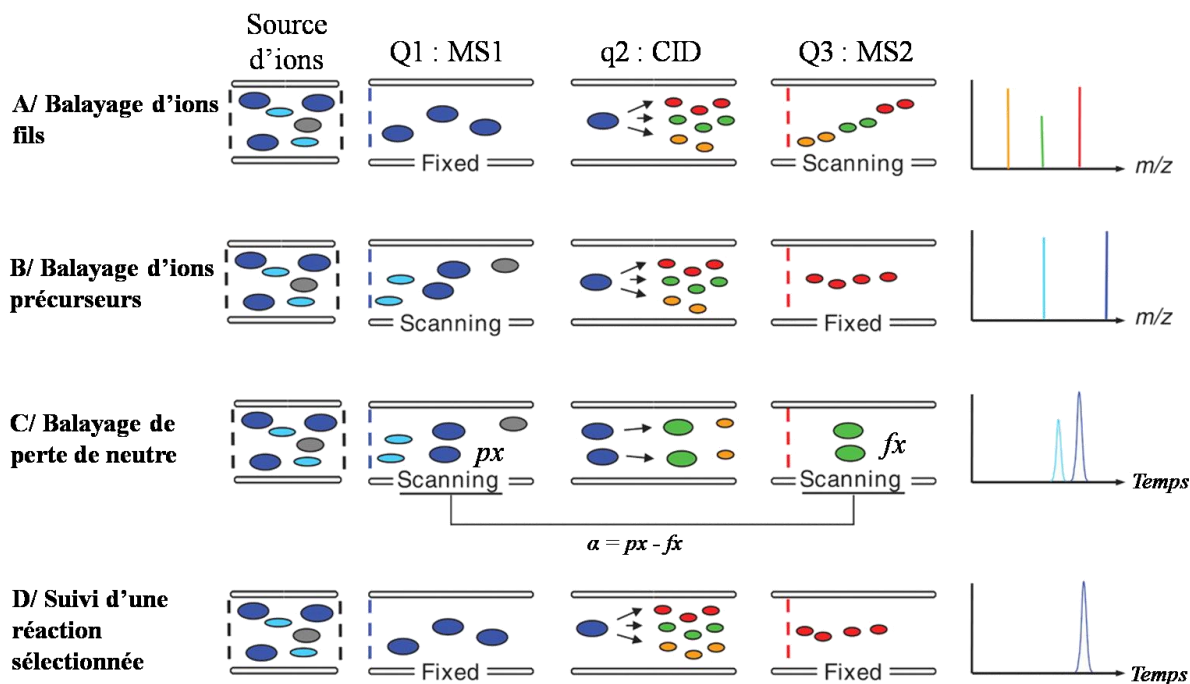 Source
d’ions
Q1 : MS1
q2 : CID
Q3 : MS2
A/ Balayage d’ions
fils
Fixed
Scanning
m/z
B/ Balayage d’ions
précurseurs
Scanning
Fixed
m/z
C/ Balayage de
perte de neutre
px
Scanning
fx
Scanning
Temps
α = px - fx
D/ Suivi d’une
réaction
sélectionnée
Fixed
Fixed
Temps